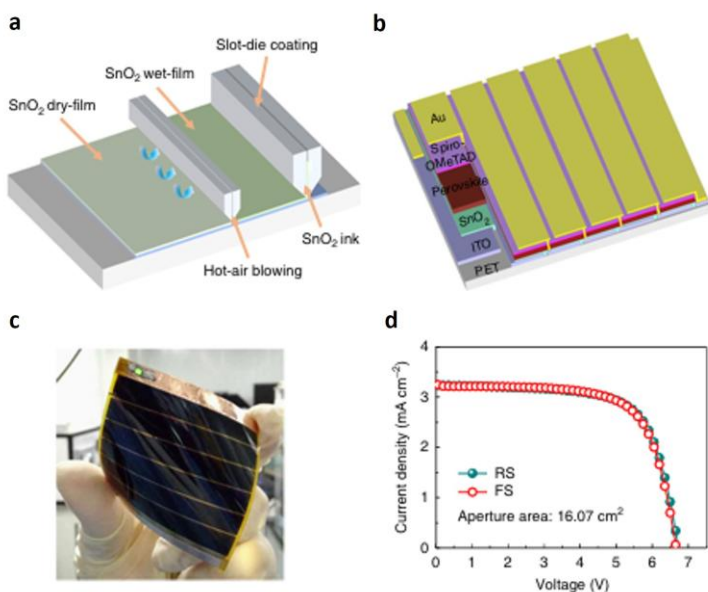 a
Slot-die coating
SnO₂ wet-film
SnO₂ dry-film
SnO₂ ink
Hot-air blowing
b
Au
Spiro-
OMeTAD
Perovskite
SnO₂
ITO
PET
c
d
Current density (mA cm⁻²)
4
3
2
1
0
RS
FS
Aperture area: 16.07 cm²
0 1 2 3 4 5 6 7
Voltage (V)